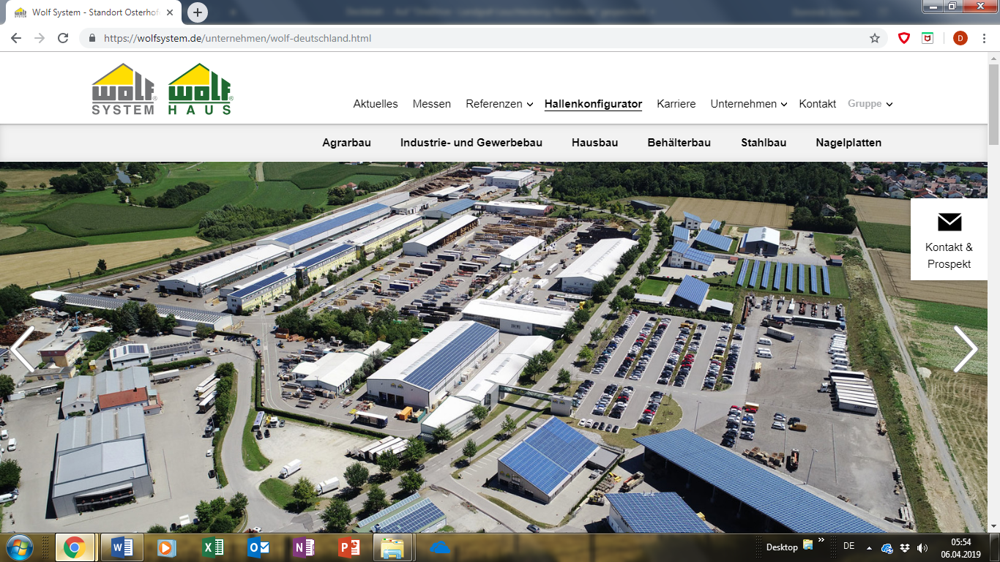 Wolf System - Standort Osterhof
https://wolfsystem.de/unternehmen/wolf-deutschland.html
D
wolf ® wolf ®
SYSTEM HAUS
Aktuelles Messen Referenzen Hallenkonfigurator Karriere Unternehmen Kontakt Gruppe
Agrarbau Industrie- und Gewerbebau Hausbau Behälterbau Stahlbau Nagelplatten
Kontakt &
Prospekt
Desktop
»
DE
05:54
06.04.2019